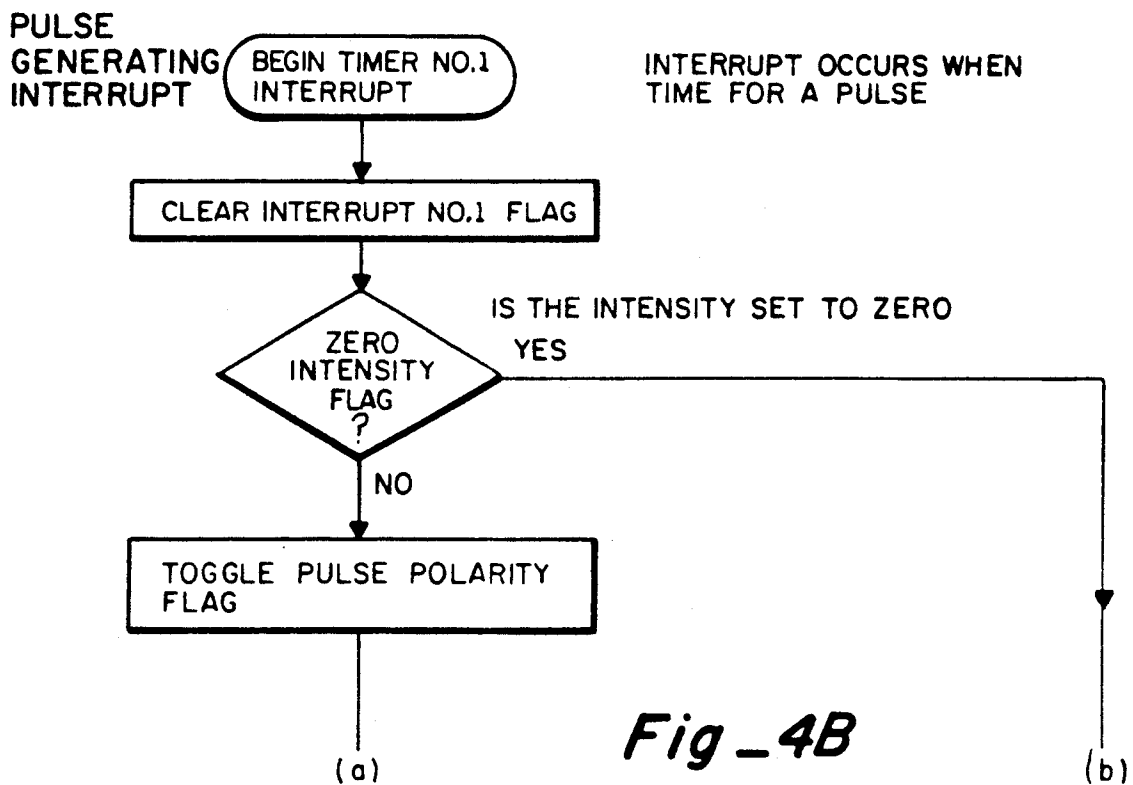 PULSE
GENERATING
INTERRUPT
BEGIN TIMER NO.1
INTERRUPT
INTERRUPT OCCURS WHEN
TIME FOR A PULSE
CLEAR INTERRUPT NO.1 FLAG
IS THE INTENSITY SET TO ZERO
ZERO
INTENSITY
FLAG
?
YES
NO
TOGGLE PULSE POLARITY
FLAG
Fig_4B
(a)
(b)